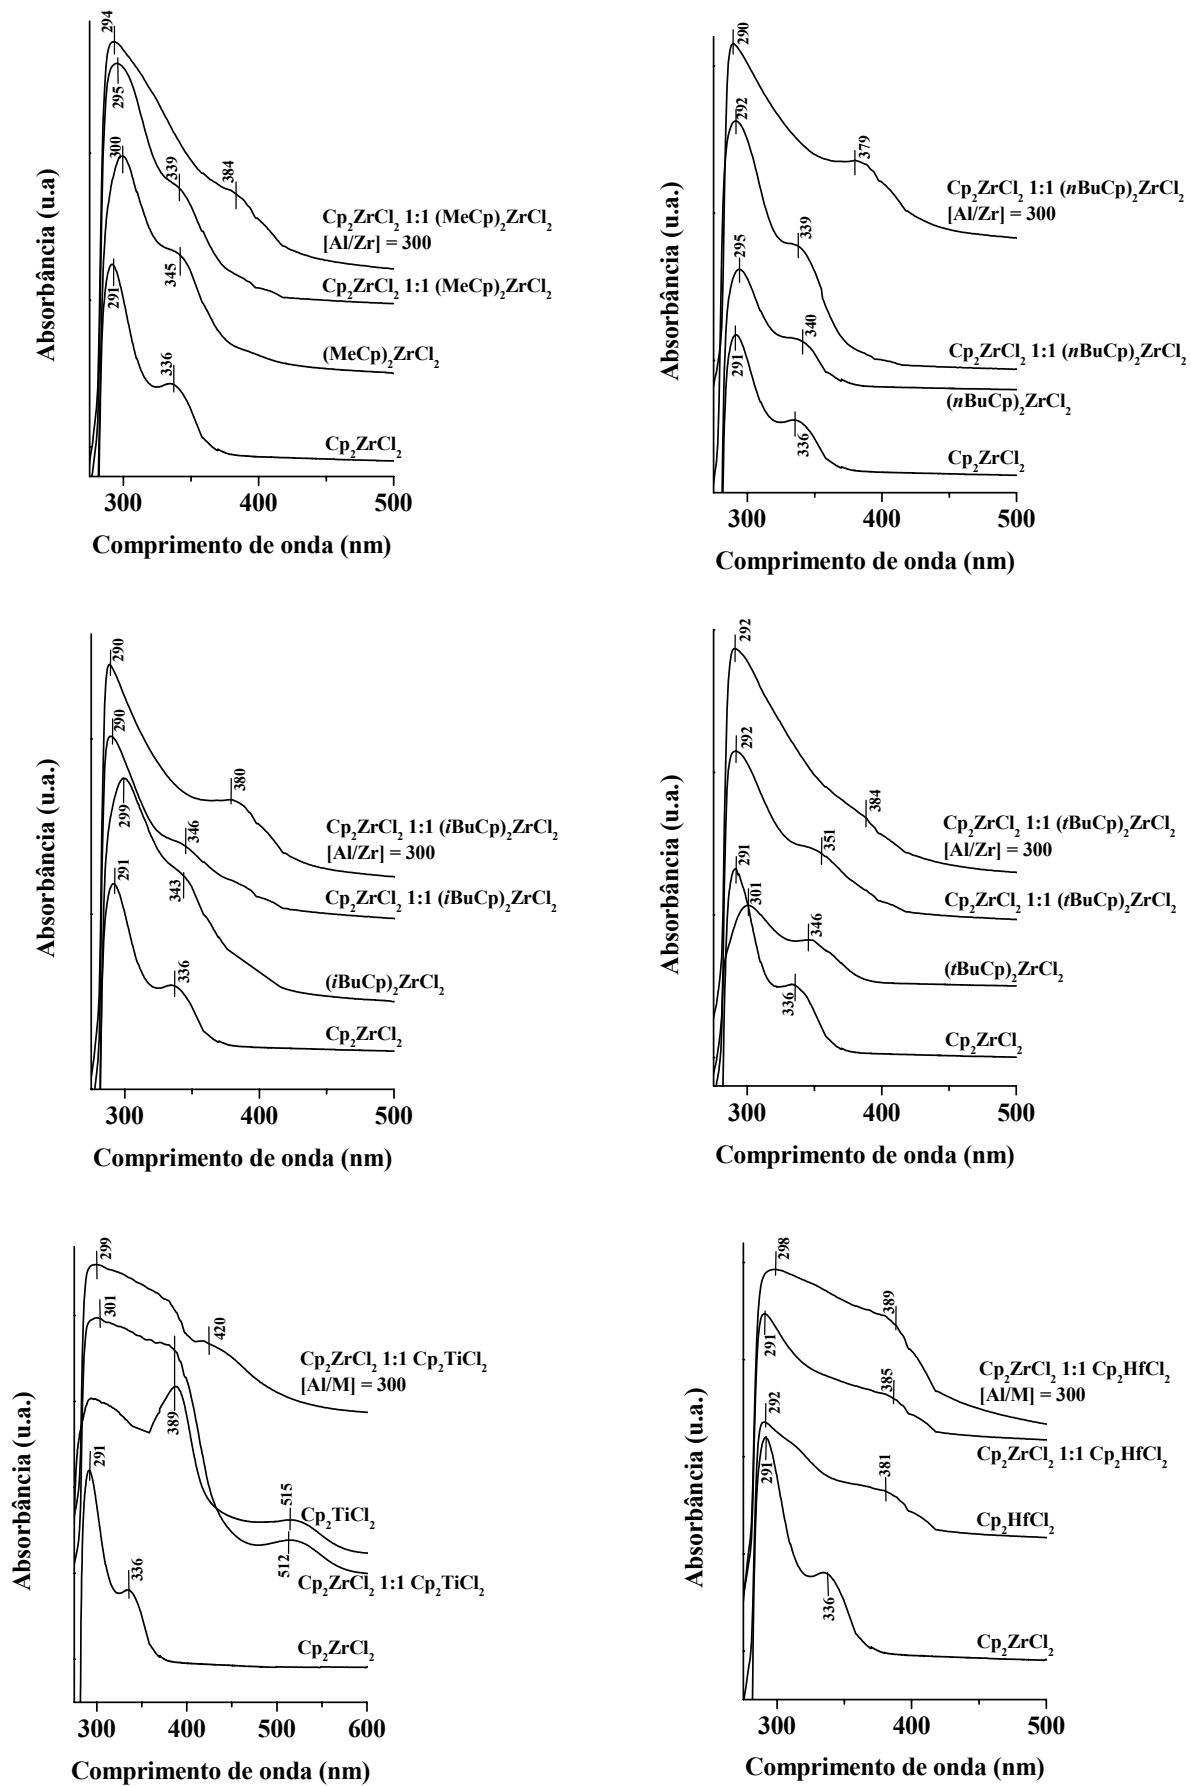 294
295
300
339
384
345
291
336
Absorbância (u.a)
Cp₂ZrCl₂ 1:1 (MeCp)₂ZrCl₂
[Al/Zr] = 300
Cp₂ZrCl₂ 1:1 (MeCp)₂ZrCl₂
(MeCp)₂ZrCl₂
Cp₂ZrCl₂
300 400 500
Comprimento de onda (nm)
290
292
379
339
295
340
291
336
Absorbância (u.a.)
Cp₂ZrCl₂ 1:1 (nBuCp)₂ZrCl₂
[Al/Zr] = 300
Cp₂ZrCl₂ 1:1 (nBuCp)₂ZrCl₂
(nBuCp)₂ZrCl₂
Cp₂ZrCl₂
300 400 500
Comprimento de onda (nm)
290
290
380
299
346
343
291
336
Absorbância (u.a.)
Cp₂ZrCl₂ 1:1 (iBuCp)₂ZrCl₂
[Al/Zr] = 300
Cp₂ZrCl₂ 1:1 (iBuCp)₂ZrCl₂
(iBuCp)₂ZrCl₂
Cp₂ZrCl₂
300 400 500
Comprimento de onda (nm)
292
292
384
351
291
301
346
336
Absorbância (u.a.)
Cp₂ZrCl₂ 1:1 (tBuCp)₂ZrCl₂
[Al/Zr] = 300
Cp₂ZrCl₂ 1:1 (tBuCp)₂ZrCl₂
(tBuCp)₂ZrCl₂
Cp₂ZrCl₂
300 400 500
Comprimento de onda (nm)
299
301
420
389
291
515
512
336
Absorbância (u.a.)
Cp₂ZrCl₂ 1:1 Cp₂TiCl₂
[Al/M] = 300
Cp₂TiCl₂
Cp₂ZrCl₂ 1:1 Cp₂TiCl₂
Cp₂ZrCl₂
300 400 500 600
Comprimento de onda (nm)
298
389
291
385
292
381
291
336
Absorbância (u.a.)
Cp₂ZrCl₂ 1:1 Cp₂HfCl₂
[Al/M] = 300
Cp₂ZrCl₂ 1:1 Cp₂HfCl₂
Cp₂HfCl₂
Cp₂ZrCl₂
300 400 500
Comprimento de onda (nm)